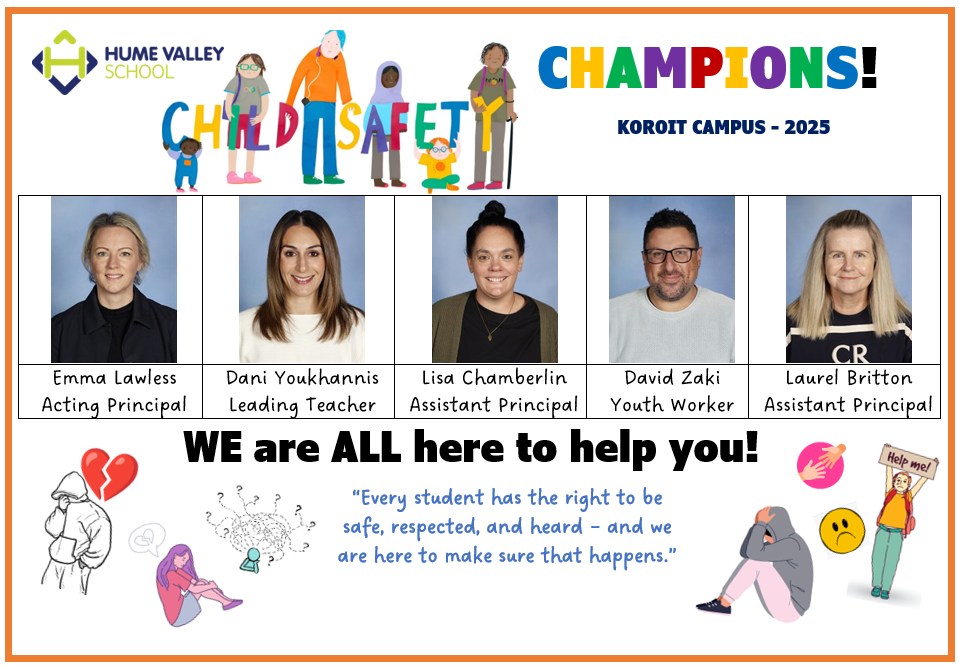 HUME VALLEY
SCHOOL
CHILD SAFETY
CHAMPIONS!
KOROIT CAMPUS - 2025
CR
Emma Lawless
Acting Principal
Dani Youkhannis
Leading Teacher
Lisa Chamberlin
Assistant Principal
David Zaki
Youth Worker
Laurel Britton
Assistant Principal
WE are ALL here to help you!
“Every student has the right to be
safe, respected, and heard – and we
are here to make sure that happens.”
Help me!
? ? ? ? ? ? ? ?